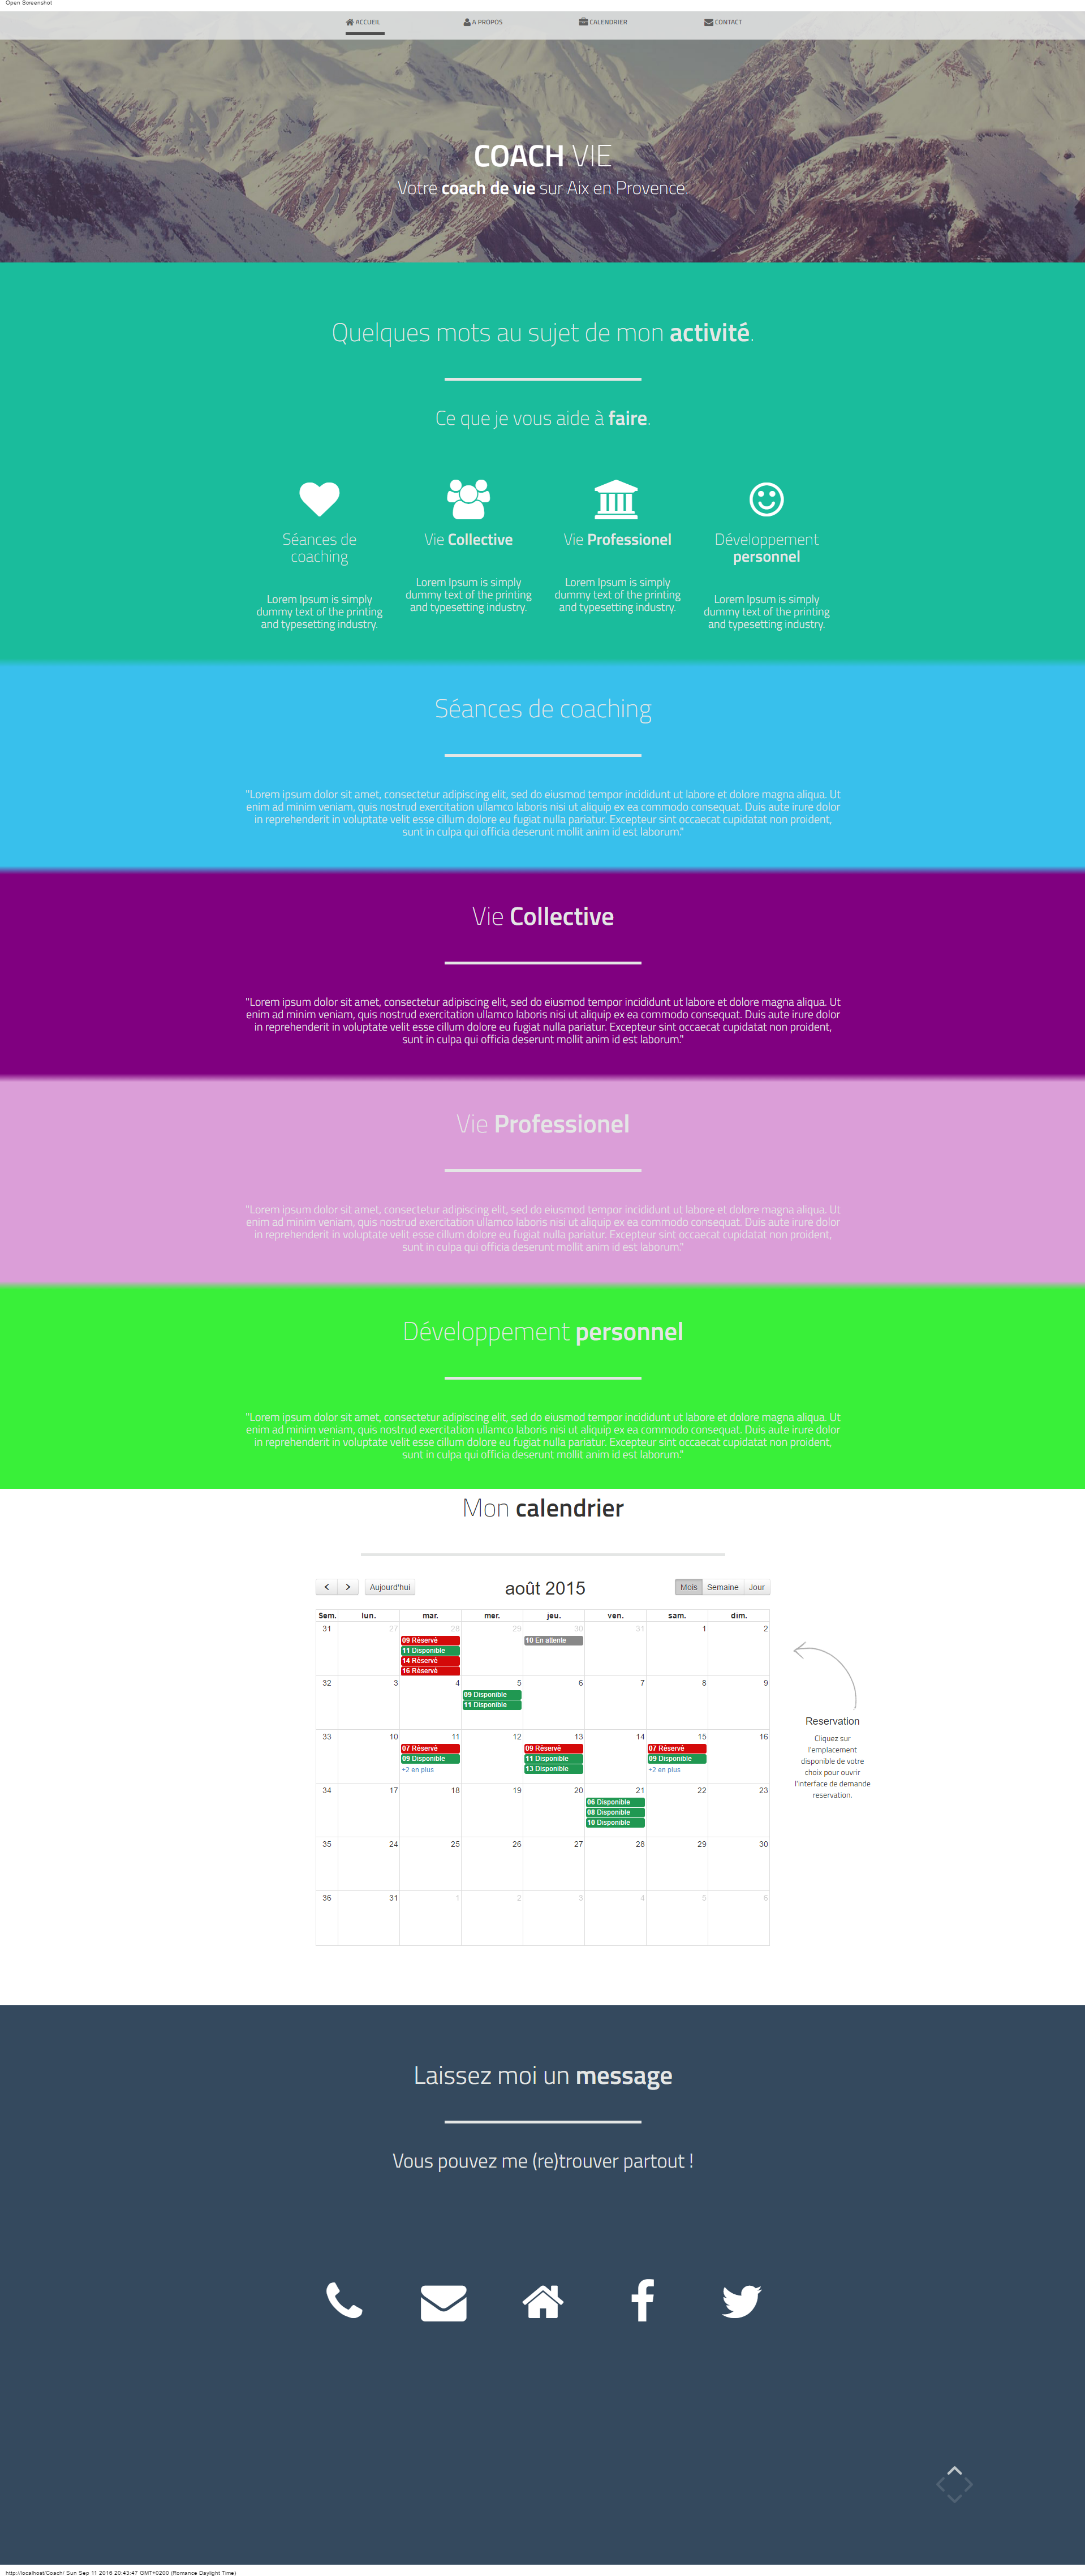 Open Screenshot
ACCUEIL A PROPOS CALENDRIER CONTACT
COACH VIE
Votre coach de vie sur Aix en Provence.
Quelques mots au sujet de mon activité.
Ce que je vous aide à faire.
Séances de
coaching
Lorem Ipsum is simply
dummy text of the printing
and typesetting industry.
Vie Collective
Lorem Ipsum is simply
dummy text of the printing
and typesetting industry.
Vie Professionel
Lorem Ipsum is simply
dummy text of the printing
and typesetting industry.
Développement
personnel
Lorem Ipsum is simply
dummy text of the printing
and typesetting industry.
Séances de coaching
"Lorem ipsum dolor sit amet, consectetur adipiscing elit, sed do eiusmod tempor incididunt ut labore et dolore magna aliqua. Ut
enim ad minim veniam, quis nostrud exercitation ullamco laboris nisi ut aliquip ex ea commodo consequat. Duis aute irure dolor
in reprehenderit in voluptate velit esse cillum dolore eu fugiat nulla pariatur. Excepteur sint occaecat cupidatat non proident,
sunt in culpa qui officia deserunt mollit anim id est laborum."
Vie Collective
"Lorem ipsum dolor sit amet, consectetur adipiscing elit, sed do eiusmod tempor incididunt ut labore et dolore magna aliqua. Ut
enim ad minim veniam, quis nostrud exercitation ullamco laboris nisi ut aliquip ex ea commodo consequat. Duis aute irure dolor
in reprehenderit in voluptate velit esse cillum dolore eu fugiat nulla pariatur. Excepteur sint occaecat cupidatat non proident,
sunt in culpa qui officia deserunt mollit anim id est laborum."
Vie Professionel
"Lorem ipsum dolor sit amet, consectetur adipiscing elit, sed do eiusmod tempor incididunt ut labore et dolore magna aliqua. Ut
enim ad minim veniam, quis nostrud exercitation ullamco laboris nisi ut aliquip ex ea commodo consequat. Duis aute irure dolor
in reprehenderit in voluptate velit esse cillum dolore eu fugiat nulla pariatur. Excepteur sint occaecat cupidatat non proident,
sunt in culpa qui officia deserunt mollit anim id est laborum."
Développement personnel
"Lorem ipsum dolor sit amet, consectetur adipiscing elit, sed do eiusmod tempor incididunt ut labore et dolore magna aliqua. Ut
enim ad minim veniam, quis nostrud exercitation ullamco laboris nisi ut aliquip ex ea commodo consequat. Duis aute irure dolor
in reprehenderit in voluptate velit esse cillum dolore eu fugiat nulla pariatur. Excepteur sint occaecat cupidatat non proident,
sunt in culpa qui officia deserunt mollit anim id est laborum."
Mon calendrier
Aujourd'hui août 2015 Mois Semaine Jour
Sem. lun. mar. mer. jeu. ven. sam. dim.
31 27 28 29 30 31 1 2
09 Réservé 10 En attente
11 Disponible
14 Réservé
16 Réservé
32 3 4 5 6 7 8 9
09 Disponible
11 Disponible
33 10 11 12 13 14 15 16
07 Réservé 09 Réservé 07 Réservé
09 Disponible 11 Disponible 09 Disponible
+2 en plus 13 Disponible +2 en plus
34 17 18 19 20 21 22 23
06 Disponible
08 Disponible
10 Disponible
35 24 25 26 27 28 29 30
36 31 1 2 3 4 5 6
Reservation
Cliquez sur
l'emplacement
disponible de votre
choix pour ouvrir
l'interface de demande
reservation.
Laissez moi un message
Vous pouvez me (re)trouver partout !
http://localhost/Coach/ Sun Sep 11 2016 20:43:47 GMT+0200 (Romance Daylight Time)